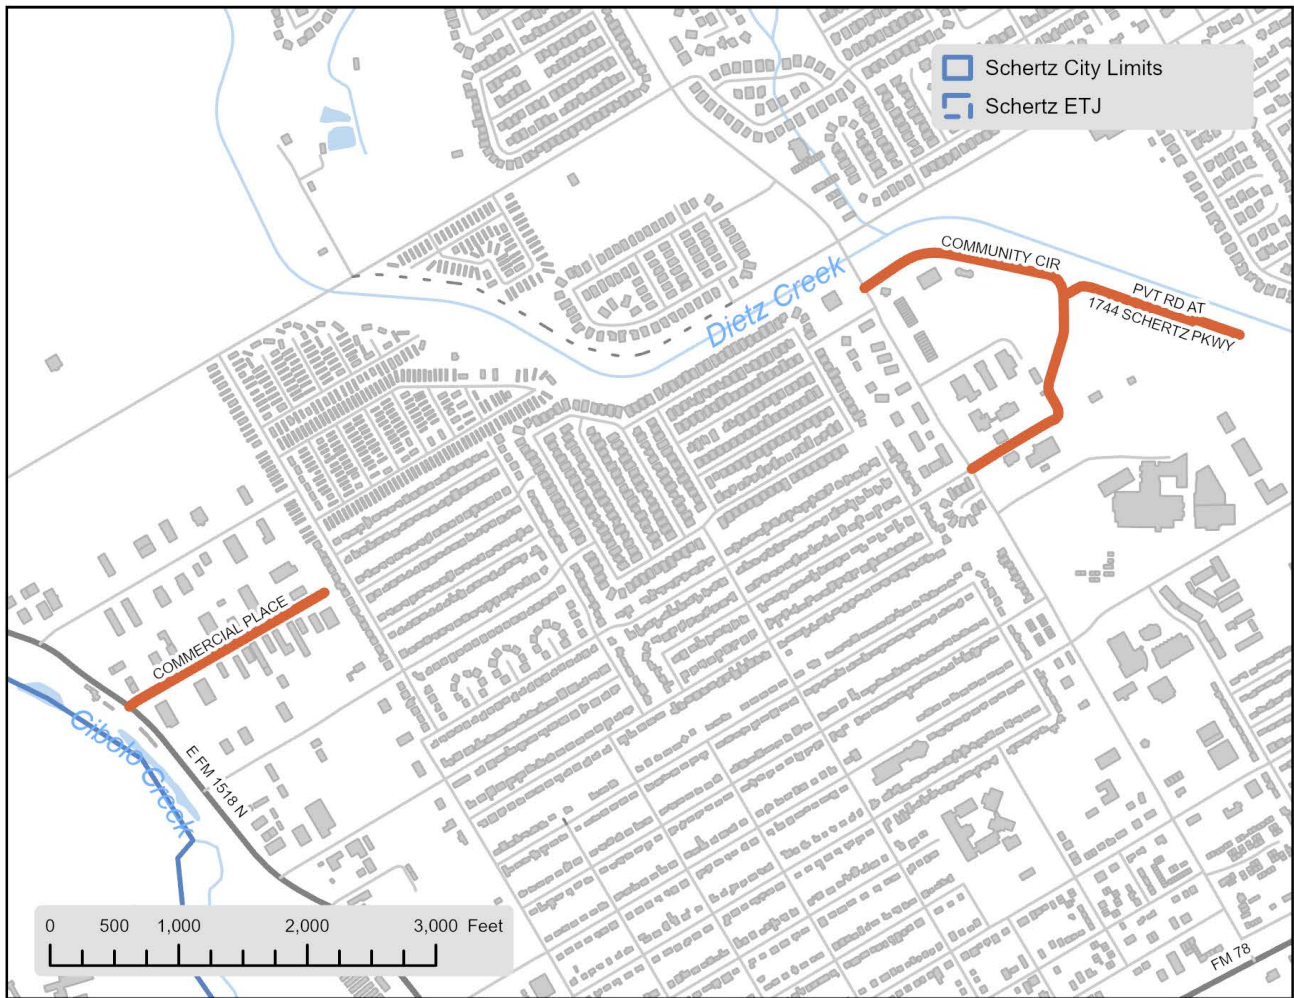 Schertz City Limits
Schertz ETJ
COMMUNITY CIR
PVT RD AT
1744 SCHERTZ PKWY
Dietz Creek
COMMERCIAL PLACE
Cibolo Creek
E FM 1518 N
0 500 1,000 2,000 3,000 Feet
FM 78